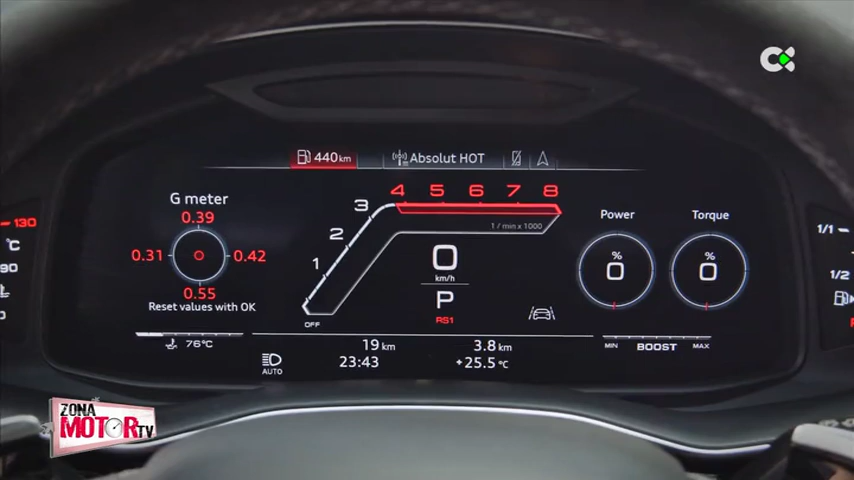 440 km
Absolut HOT
G meter
0.39
0.31
0.42
0.55
Reset values with OK
76°C
1
2
3
4 5 6 7 8
1 / min x 1000
OFF
0
km/h
P
RS1
Power
%
0
Torque
%
0
MIN BOOST MAX
AUTO
19 km
3.8 km
23:43
+25.5 °C
130
°C
90
1/1
1/2
ZONA
MOTOR TV